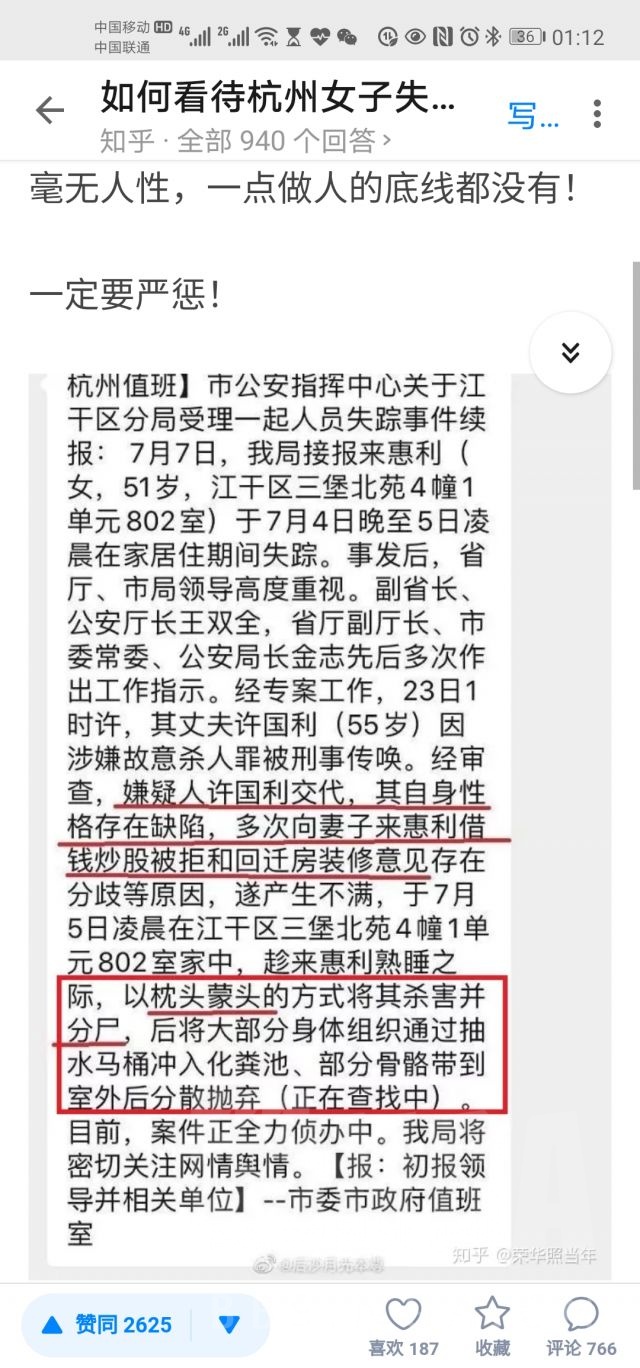 中国移动 HD 4G 2G 36 01:12
中国联通
如何看待杭州女子失...
写...
知乎 · 全部 940 个回答 >
毫无人性，一点做人的底线都没有！
一定要严惩！
杭州值班】市公安指挥中心关于江
干区分局受理一起人员失踪事件续
报： 7月7日，我局接报来惠利（
女，51岁，江干区三堡北苑4幢1
单元802室）于7月4日晚至5日凌
晨在家居住期间失踪。事发后，省
厅、市局领导高度重视。副省长、
公安厅长王双全，省厅副厅长、市
委常委、公安局长金志先后多次作
出工作指示。经专案工作，23日1
时许，其丈夫许国利（55岁）因
涉嫌故意杀人罪被刑事传唤。经审
查，嫌疑人许国利交代，其自身性
格存在缺陷，多次向妻子来惠利借
钱炒股被拒和回迁房装修意见存在
分歧等原因，遂产生不满，于7月
5日凌晨在江干区三堡北苑4幢1单
元802室家中，趁来惠利熟睡之
际，以枕头蒙头的方式将其杀害并
分尸，后将大部分身体组织通过抽
水马桶冲入化粪池、部分骨骼带到
室外后分散抛弃（正在查找中）。
目前，案件正全力侦办中。我局将
密切关注网情舆情。【报：初报领
导并相关单位】--市委市政府值班
室
知乎 @荣华照当年
赞同 2625
喜欢 187
收藏
评论 766